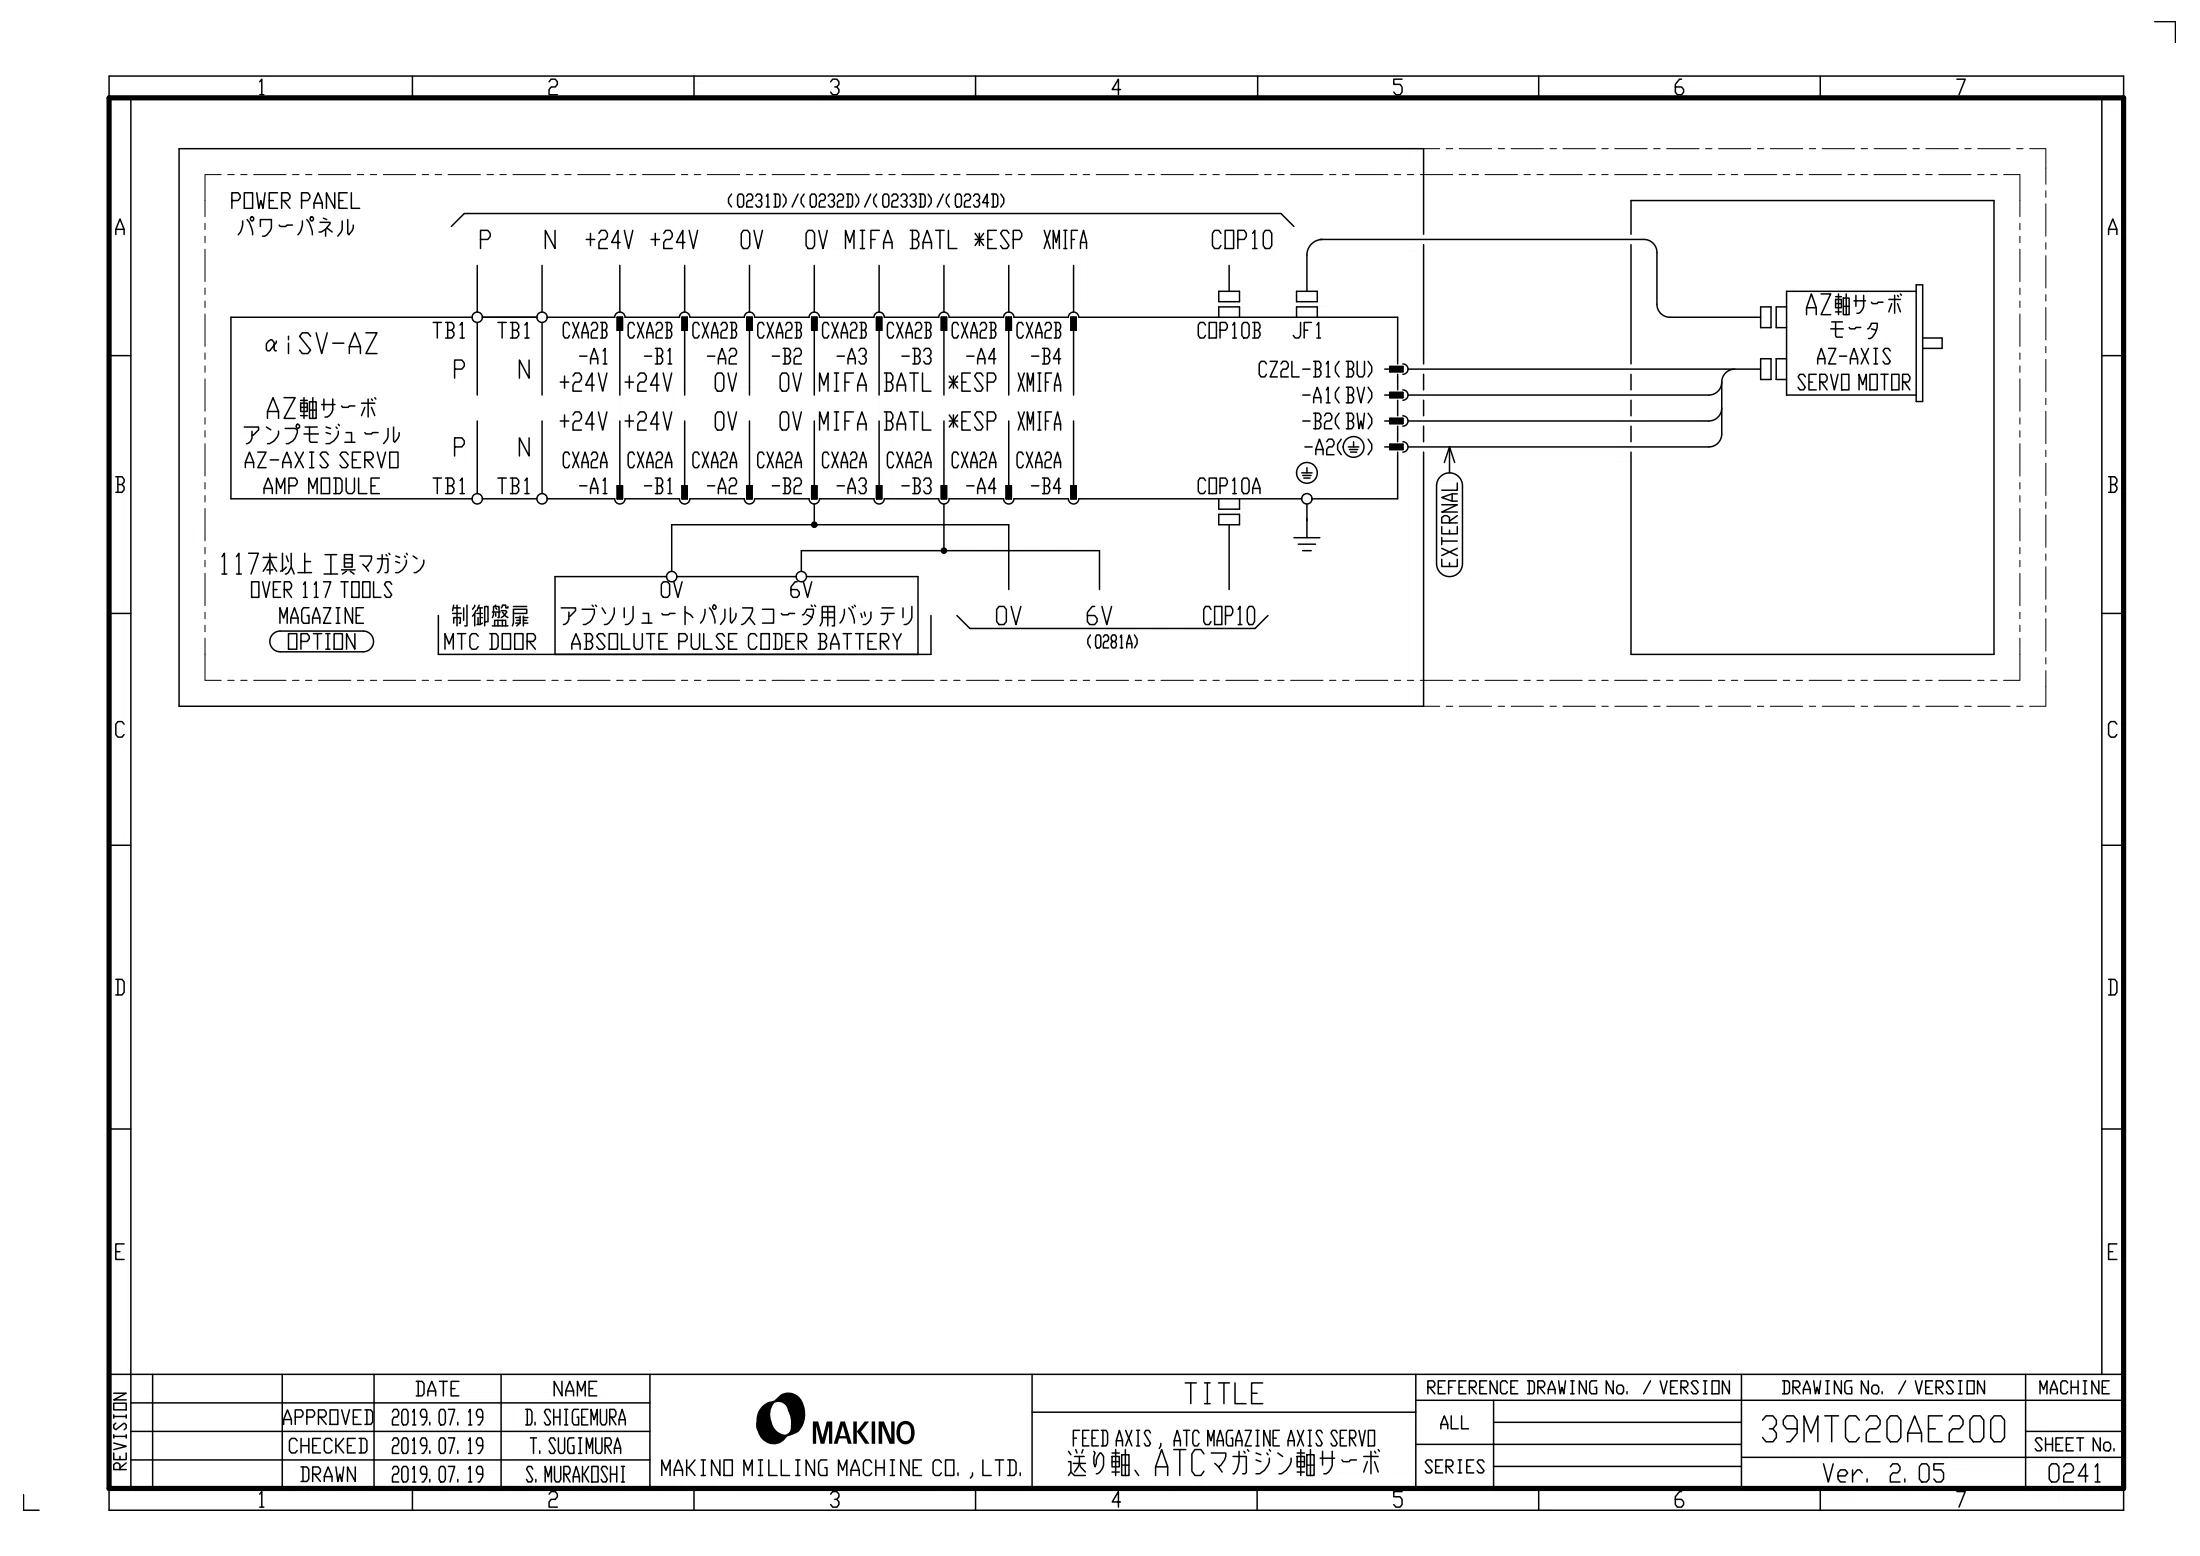 1 2 3 4 5 6 7
A A
B B
C C
D D
E E
POWER PANEL
パワーパネル
(0231D)/(0232D)/(0233D)/(0234D)
P N +24V +24V 0V 0V MIFA BATL *ESP XMIFA COP10
αiSV-AZ
AZ軸サーボ
アンプモジュール
AZ-AXIS SERVO
AMP MODULE
TB1 TB1 CXA2B CXA2B CXA2B CXA2B CXA2B CXA2B CXA2B CXA2B COP10B JF1
-A1 -B1 -A2 -B2 -A3 -B3 -A4 -B4
P N
+24V +24V 0V 0V MIFA BATL *ESP XMIFA
+24V +24V 0V 0V MIFA BATL *ESP XMIFA
P N
CXA2A CXA2A CXA2A CXA2A CXA2A CXA2A CXA2A CXA2A
TB1 TB1 -A1 -B1 -A2 -B2 -A3 -B3 -A4 -B4 COP10A
CZ2L-B1(BU)
-A1(BV)
-B2(BW)
-A2(⏚)
EXTERNAL
AZ軸サーボ
モータ
AZ-AXIS
SERVO MOTOR
117本以上 工具マガジン
OVER 117 TOOLS
MAGAZINE
OPTION
制御盤扉
MTC DOOR
0V 6V
アブソリュートパルスコーダ用バッテリ
ABSOLUTE PULSE CODER BATTERY
0V 6V COP10
(0281A)
REVISION
DATE NAME
APPROVED 2019.07.19 D. SHIGEMURA
CHECKED 2019.07.19 T. SUGIMURA
DRAWN 2019.07.19 S. MURAKOSHI
MAKINO
MAKINO MILLING MACHINE CO.,LTD.
TITLE
FEED AXIS , ATC MAGAZINE AXIS SERVO
送り軸、ATCマガジン軸サーボ
REFERENCE DRAWING No. / VERSION
ALL
SERIES
DRAWING No. / VERSION
39MTC20AE200
Ver. 2.05
MACHINE
SHEET No.
0241
1 2 3 4 5 6 7